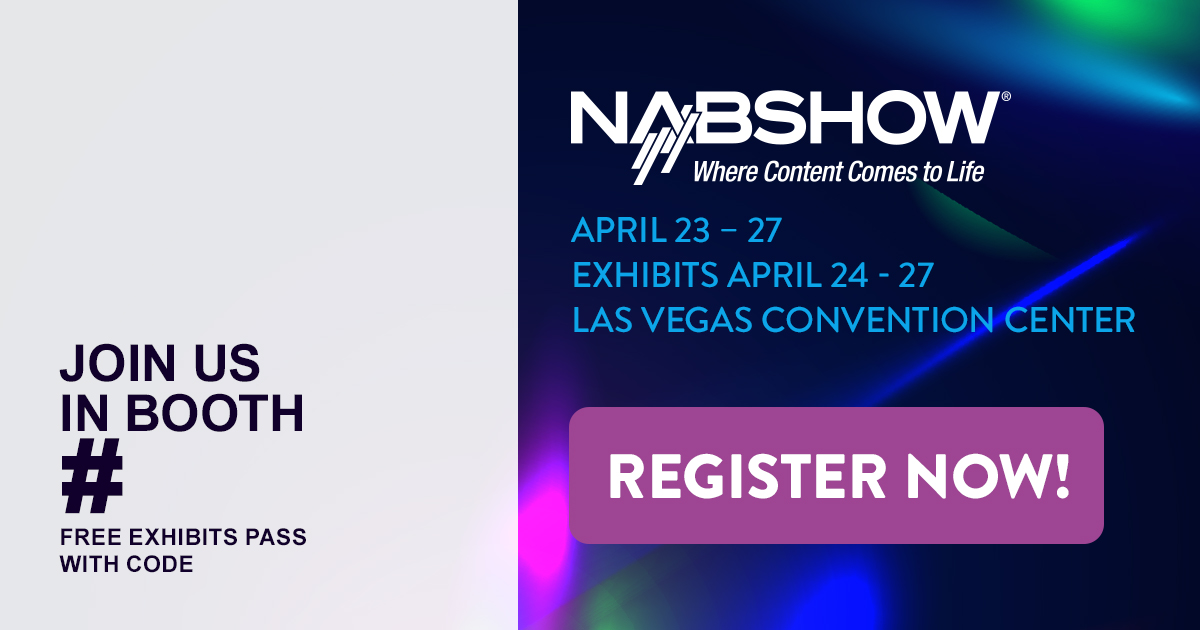 JOIN US
IN BOOTH
#
FREE EXHIBITS PASS
WITH CODE
NABSHOW®
Where Content Comes to Life
APRIL 23 – 27
EXHIBITS APRIL 24 - 27
LAS VEGAS CONVENTION CENTER
REGISTER NOW!